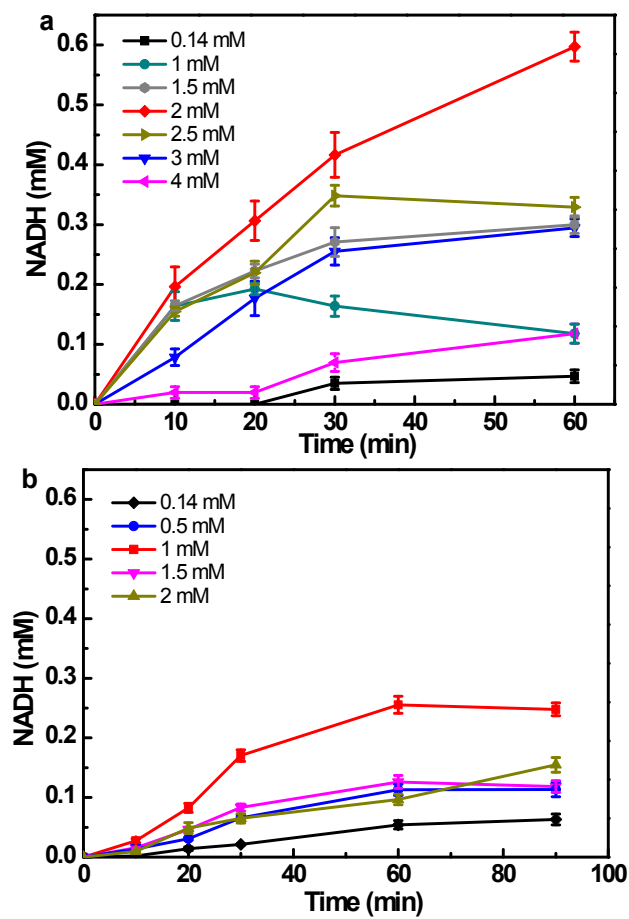 a
0.6
0.5
0.4
0.3
0.2
0.1
0.0
NADH (mM)
0.14 mM
1 mM
1.5 mM
2 mM
2.5 mM
3 mM
4 mM
0 10 20 30 40 50 60
Time (min)
b
0.6
0.5
0.4
0.3
0.2
0.1
0.0
NADH (mM)
0.14 mM
0.5 mM
1 mM
1.5 mM
2 mM
0 20 40 60 80 100
Time (min)